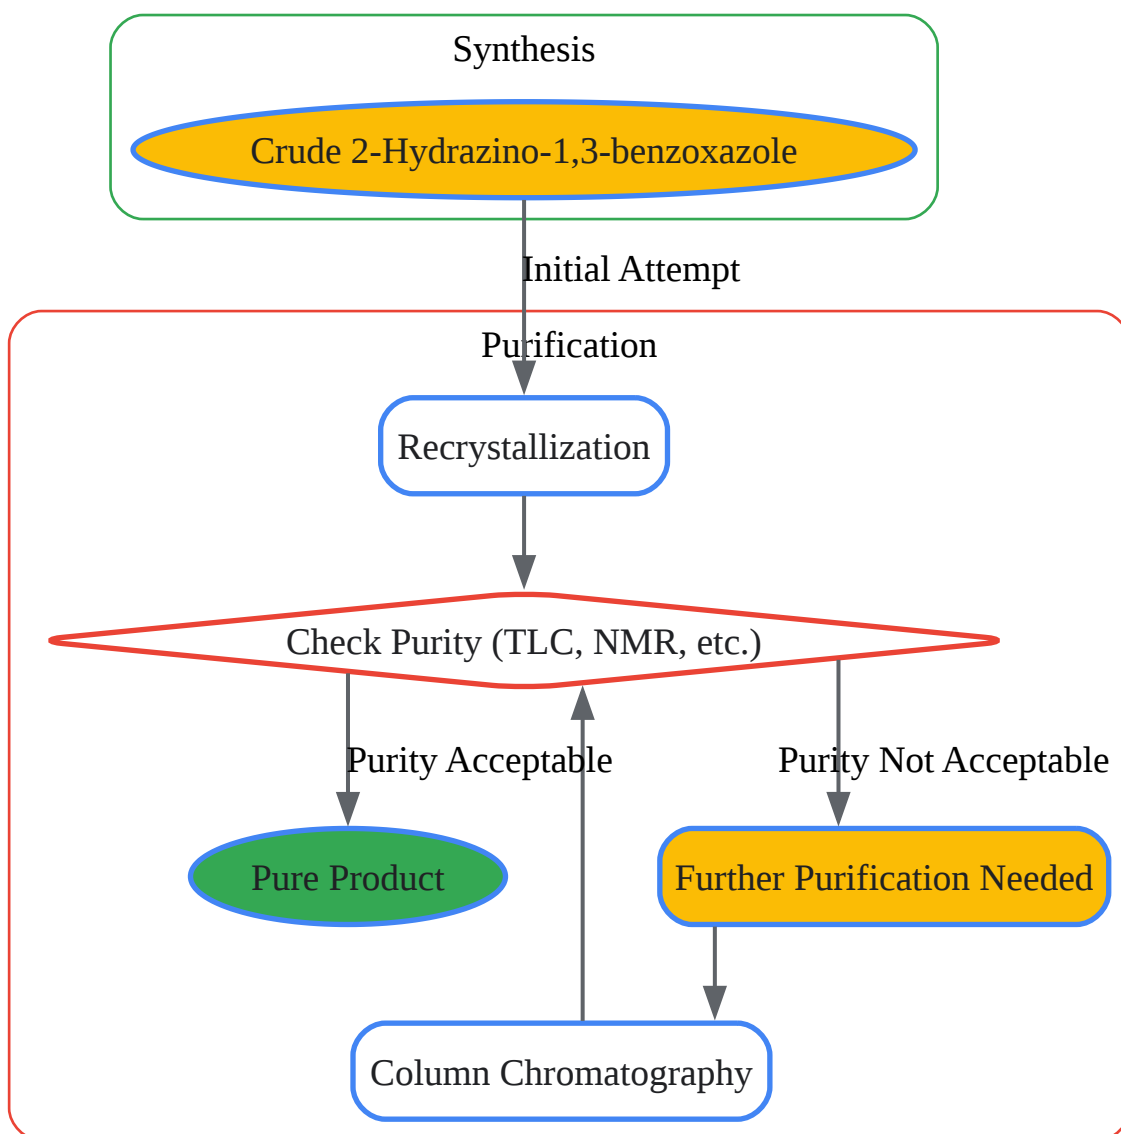 Synthesis
Crude 2-Hydrazino-1,3-benzoxazole
Initial Attempt
Purification
Recrystallization
Check Purity (TLC, NMR, etc.)
Purity Acceptable
Purity Not Acceptable
Pure Product
Further Purification Needed
Column Chromatography